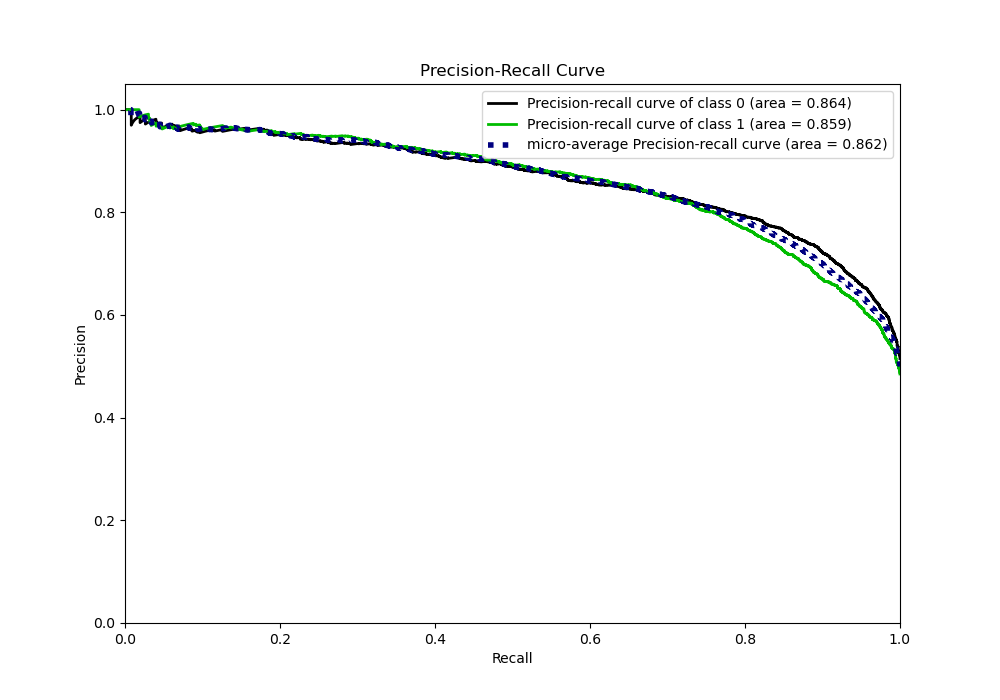 Precision-Recall Curve
Precision-recall curve of class 0 (area = 0.864)
Precision-recall curve of class 1 (area = 0.859)
micro-average Precision-recall curve (area = 0.862)
1.0
0.8
0.6
0.4
0.2
0.0
Precision
0.0 0.2 0.4 0.6 0.8 1.0
Recall